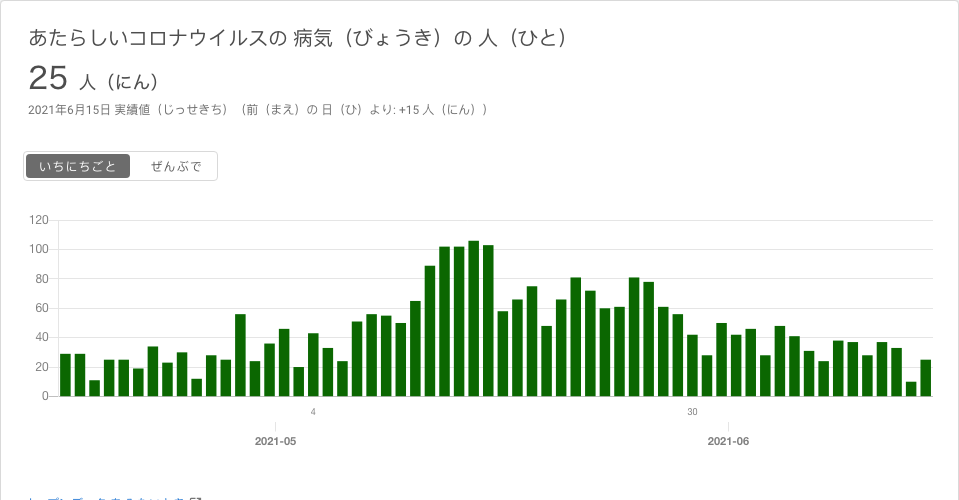 あたらしいコロナウイルスの 病気（びょうき）の 人（ひと）
25 人（にん）
2021年6月15日 実績値（じっせきち）（前（まえ）の 日（ひ）より: +15 人（にん））
いちにちごと ぜんぶで
120
100
80
60
40
20
0
4 30
2021-05 2021-06